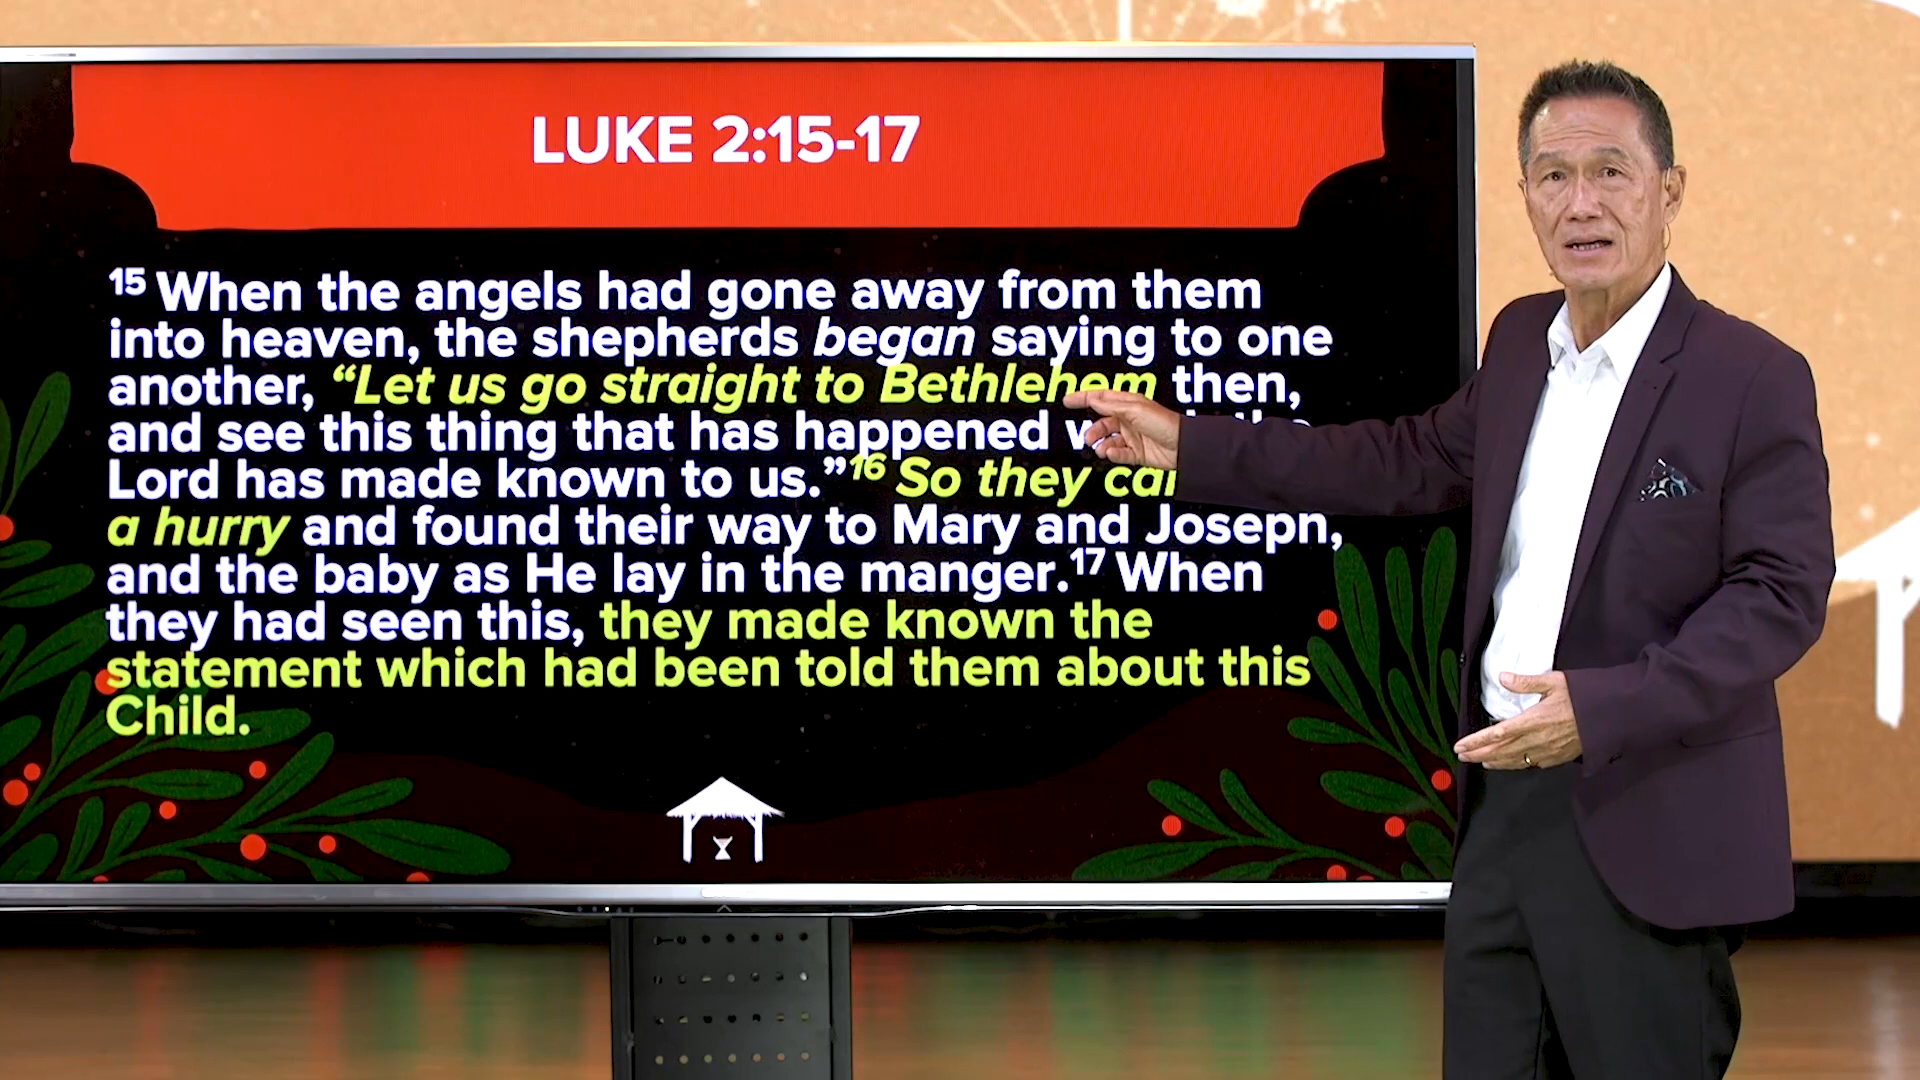 LUKE 2:15-17
15 When the angels had gone away from them
into heaven, the shepherds began saying to one
another, “Let us go straight to Bethlehem then,
and see this thing that has happened the
Lord has made known to us.” 16 So they
a hurry and found their way to Mary and Joseph,
and the baby as He lay in the manger. 17 When
they had seen this, they made known the
statement which had been told them about this
Child.